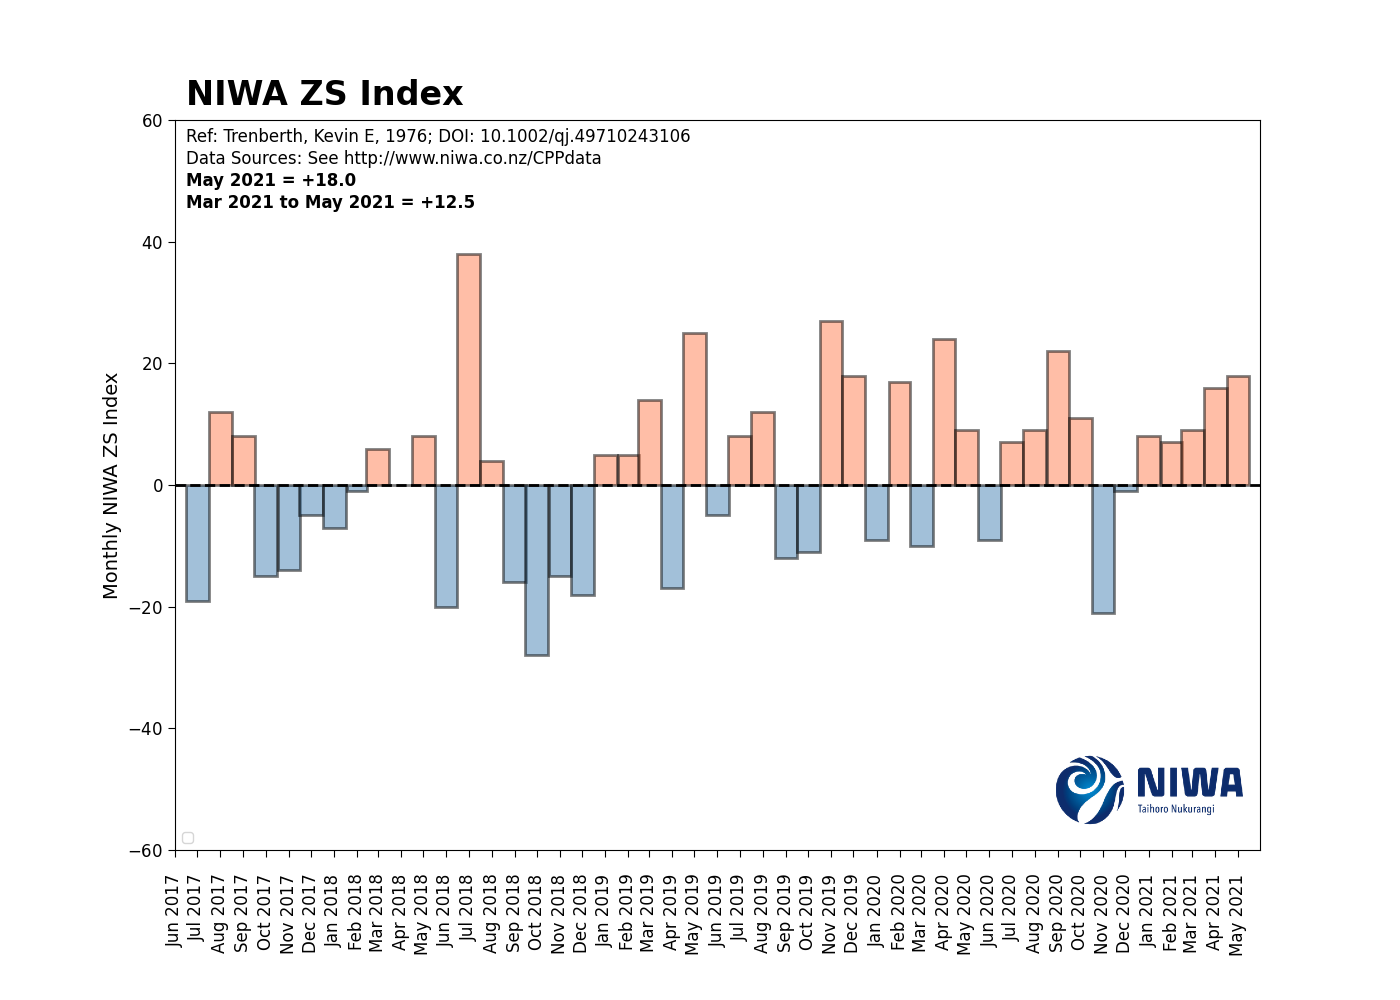 NIWA ZS Index
Ref: Trenberth, Kevin E, 1976; DOI: 10.1002/qj.49710243106
Data Sources: See http://www.niwa.co.nz/CPPdata
May 2021 = +18.0
Mar 2021 to May 2021 = +12.5
Monthly NIWA ZS Index
60
40
20
0
−20
−40
−60
NIWA
Taihoro Nukurangi
Jun 2017
Jul 2017
Aug 2017
Sep 2017
Oct 2017
Nov 2017
Dec 2017
Jan 2018
Feb 2018
Mar 2018
Apr 2018
May 2018
Jun 2018
Jul 2018
Aug 2018
Sep 2018
Oct 2018
Nov 2018
Dec 2018
Jan 2019
Feb 2019
Mar 2019
Apr 2019
May 2019
Jun 2019
Jul 2019
Aug 2019
Sep 2019
Oct 2019
Nov 2019
Dec 2019
Jan 2020
Feb 2020
Mar 2020
Apr 2020
May 2020
Jun 2020
Jul 2020
Aug 2020
Sep 2020
Oct 2020
Nov 2020
Dec 2020
Jan 2021
Feb 2021
Mar 2021
Apr 2021
May 2021